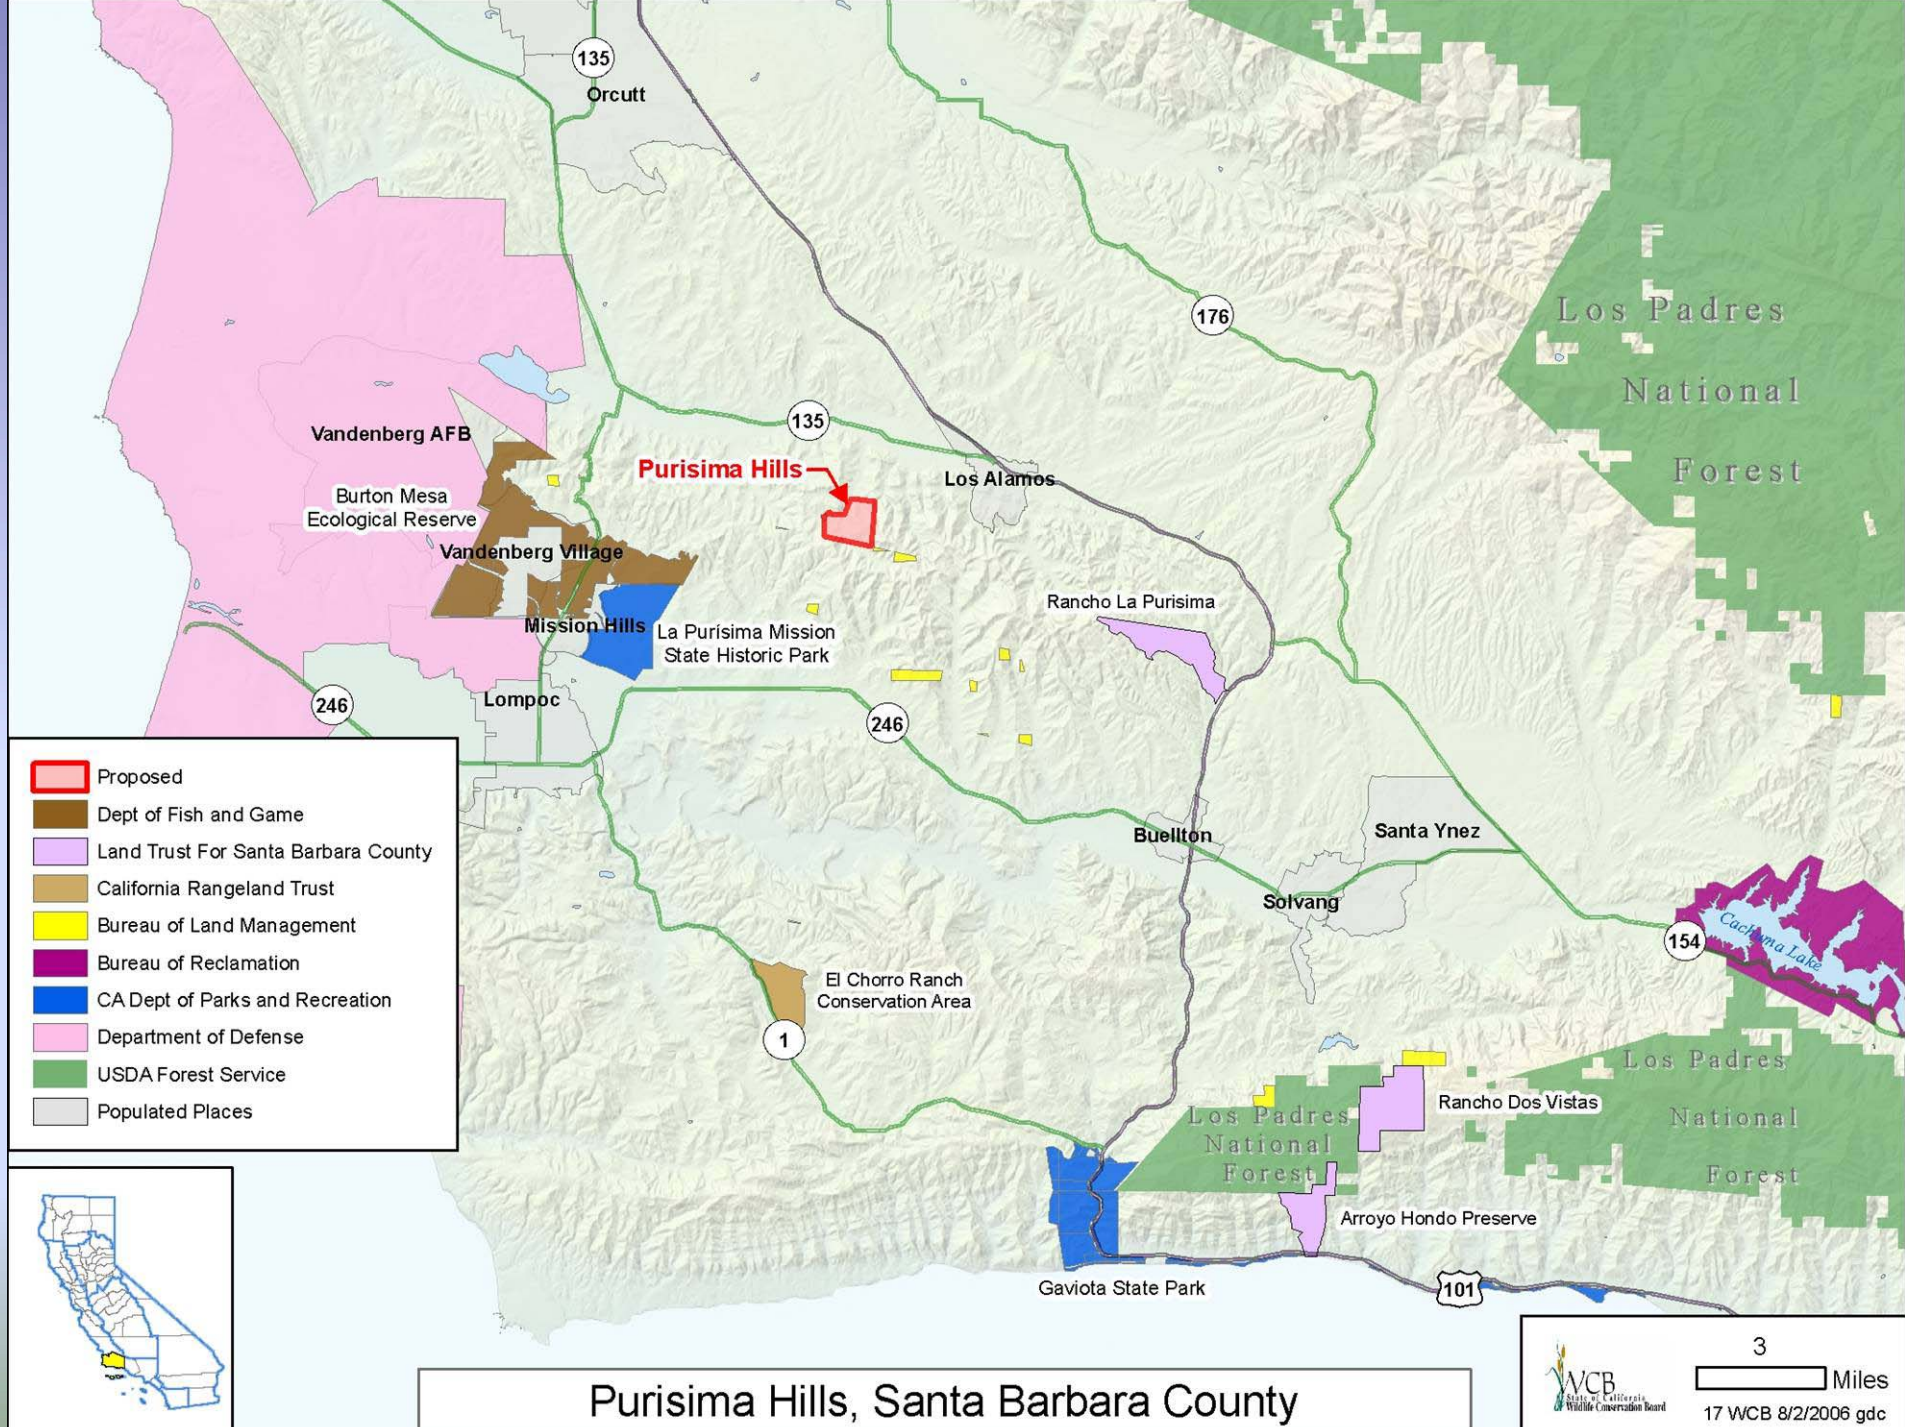 135
Orcutt
176
Los Padres
National
Forest
Vandenberg AFB
135
Purisima Hills
Los Alamos
Burton Mesa
Ecological Reserve
Vandenberg Village
Rancho La Purisima
Mission Hills
La Purísima Mission
State Historic Park
246
Lompoc
246
Buellton
Santa Ynez
Solvang
154
Cachuma Lake
El Chorro Ranch
Conservation Area
1
Los Padres
National
Forest
Los Padres
National
Forest
Rancho Dos Vistas
Arroyo Hondo Preserve
Gaviota State Park
101
Proposed
Dept of Fish and Game
Land Trust For Santa Barbara County
California Rangeland Trust
Bureau of Land Management
Bureau of Reclamation
CA Dept of Parks and Recreation
Department of Defense
USDA Forest Service
Populated Places
Purisima Hills, Santa Barbara County
WCB
State of California
Wildlife Conservation Board
3
Miles
17 WCB 8/2/2006 gdc